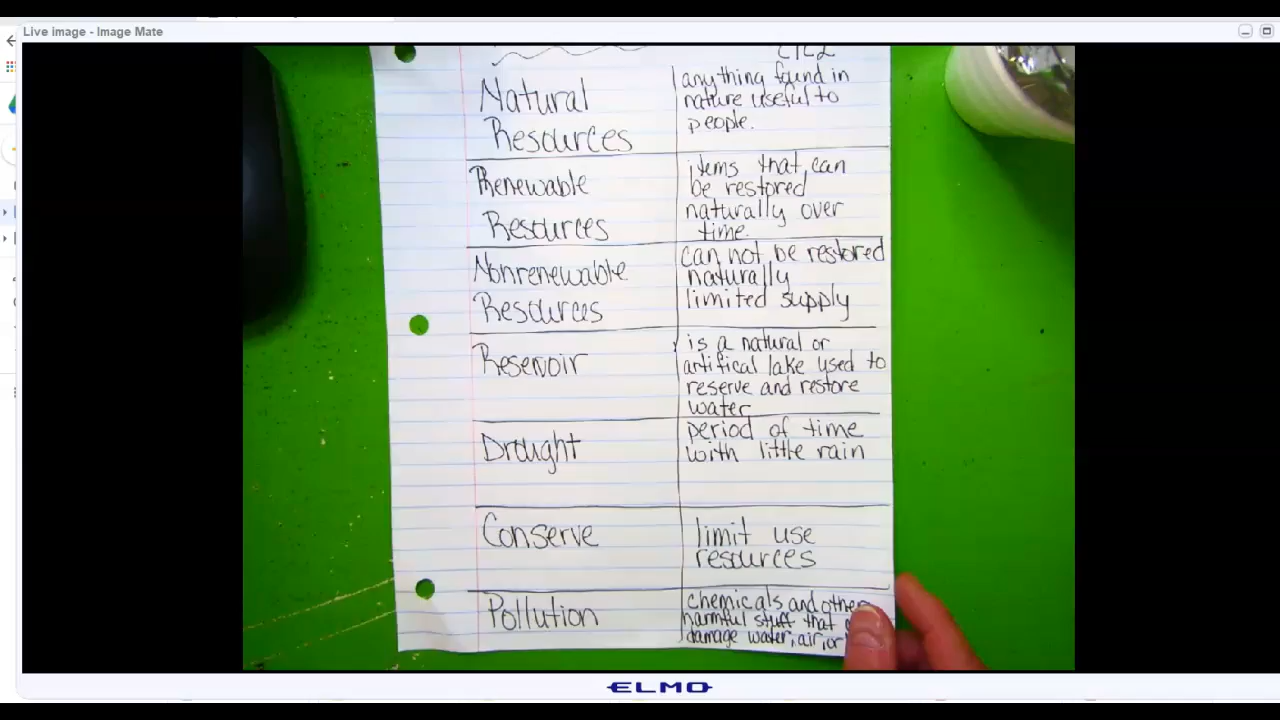 Live image - Image Mate
Natural
Resources
anything found in
nature useful to
people.
Renewable
Resources
items that can
be restored
naturally over
time.
Nonrenewable
Resources
can not be restored
naturally
limited supply
Reservoir
is a natural or
artifical lake used to
reserve and restore
water
Drought
period of time
with little rain
Conserve
limit use
resources
Pollution
chemicals and other
harmful stuff that
damage water, air, or
ELMO